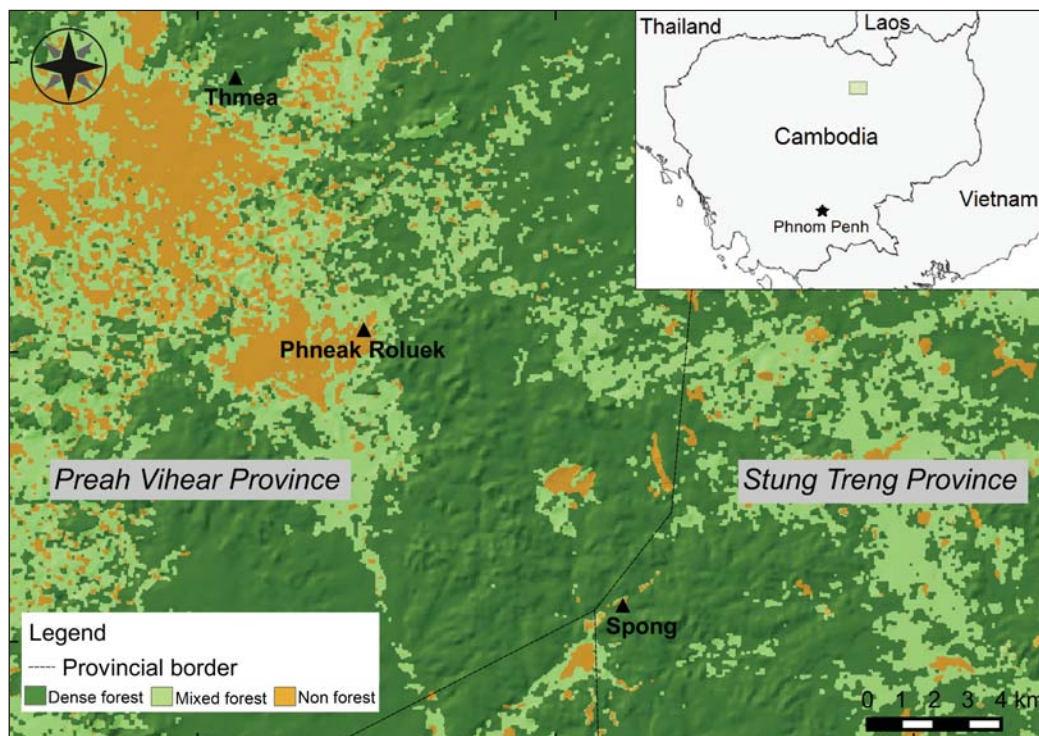 Thailand
Laos
Cambodia
Vietnam
Phnom Penh
Thmea
Phneak Roluek
Preah Vihear Province
Stung Treng Province
Spong
Legend
Provincial border
Dense forest Mixed forest Non forest
0 1 2 3 4 km